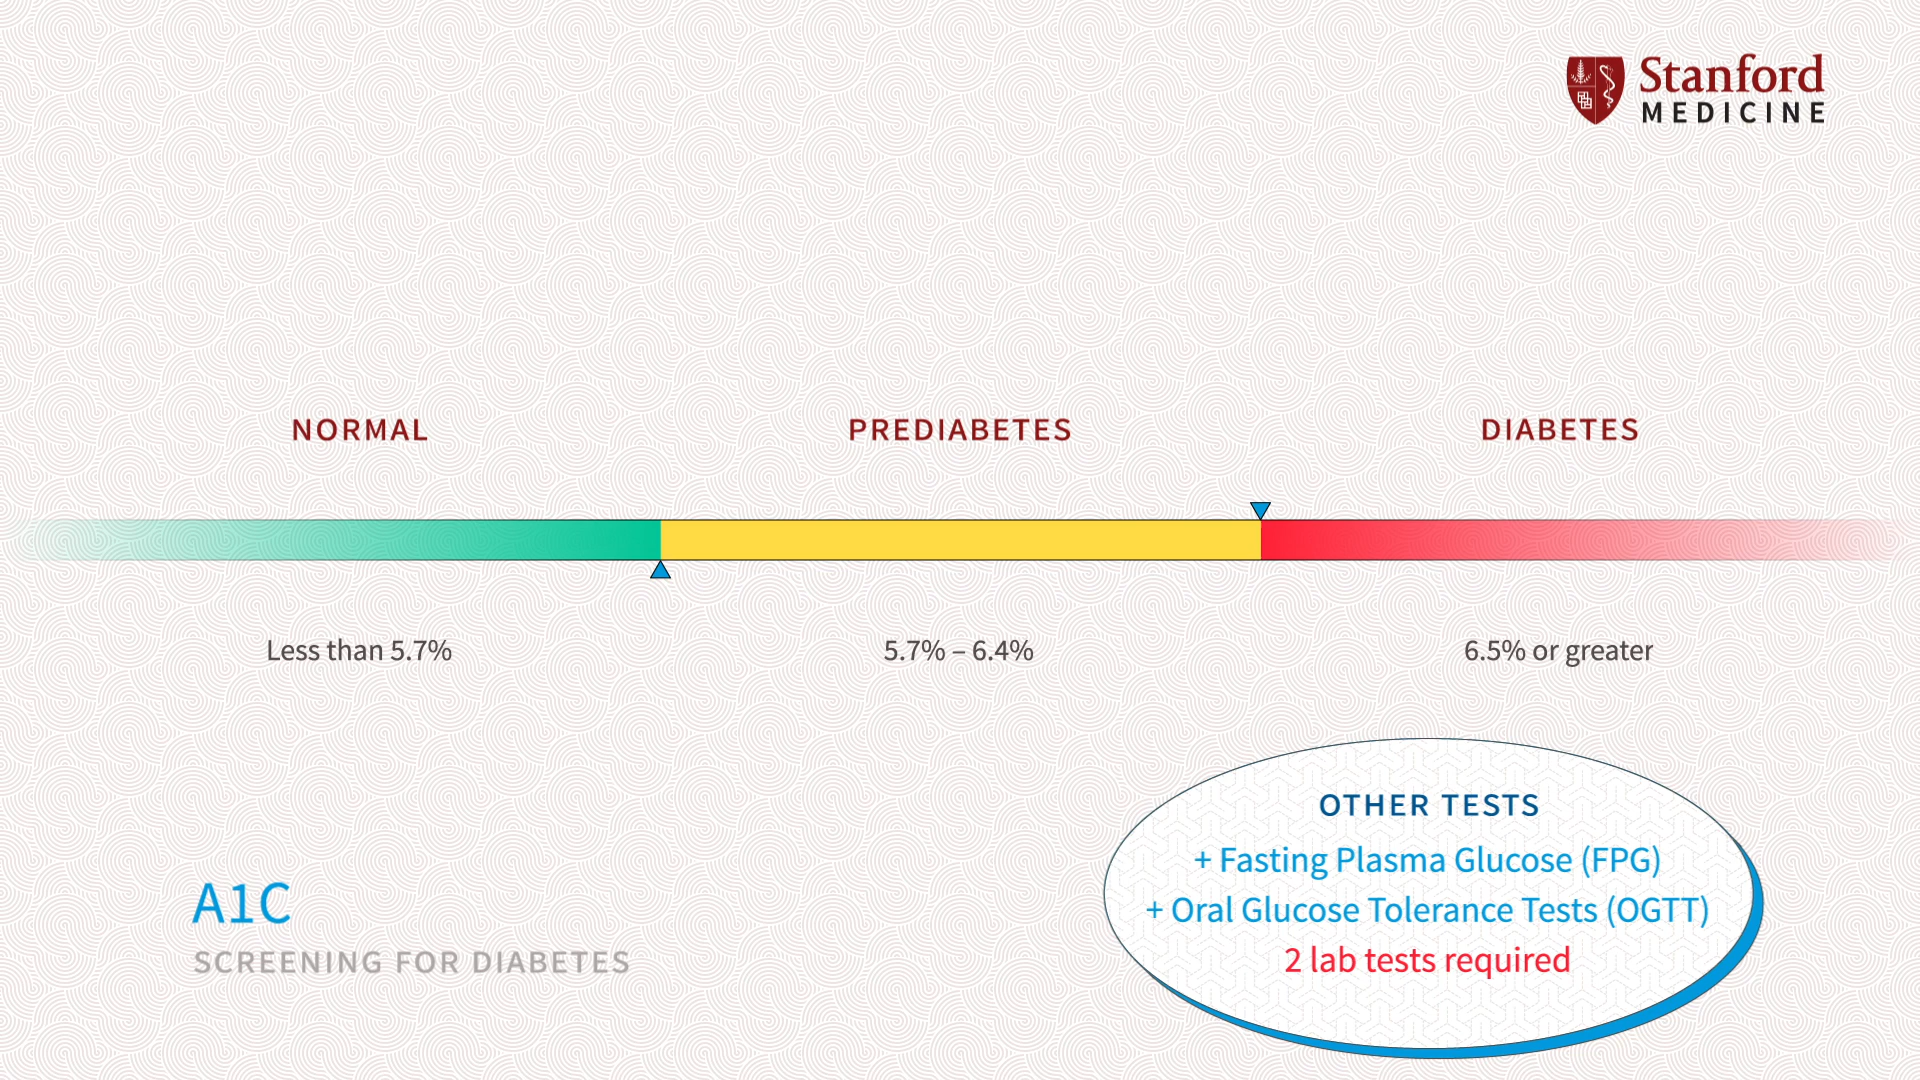 Stanford
MEDICINE
NORMAL
PREDIABETES
DIABETES
Less than 5.7%
5.7% – 6.4%
6.5% or greater
OTHER TESTS
+ Fasting Plasma Glucose (FPG)
+ Oral Glucose Tolerance Tests (OGTT)
2 lab tests required
A1C
SCREENING FOR DIABETES